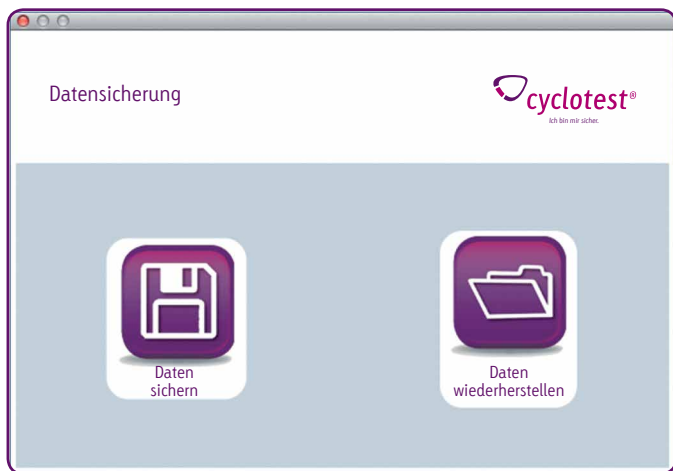 Datensicherung
cyclotest®
Ich bin mir sicher.
Daten
sichern
Daten
wiederherstellen